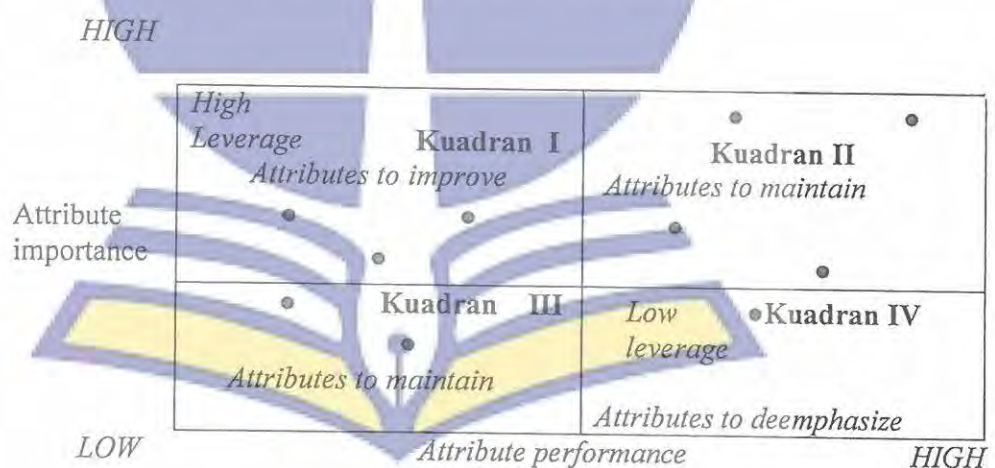 HIGH
High
Leverage
Kuadran I
Attributes to improve
Kuadran II
Attributes to maintain
Attribute
importance
Kuadran III
Attributes to maintain
Low
leverage
Kuadran IV
Attributes to deemphasize
LOW
Attribute performance
HIGH